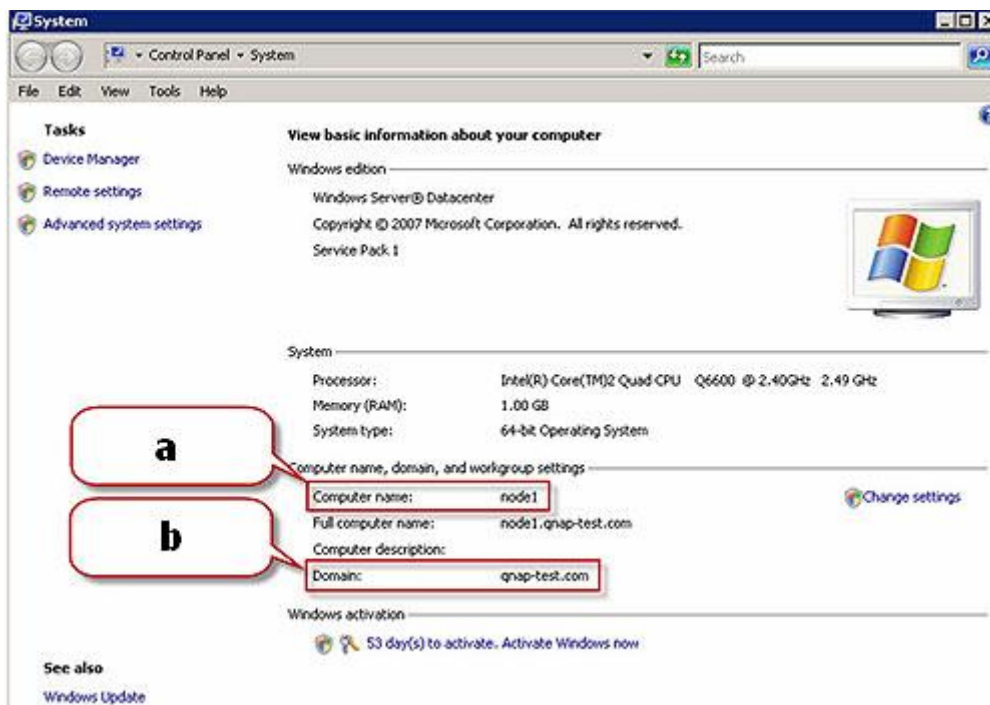 System
Control Panel System
Search
File Edit View Tools Help
Tasks
Device Manager
Remote settings
Advanced system settings
View basic information about your computer
Windows edition
Windows Server® Datacenter
Copyright © 2007 Microsoft Corporation. All rights reserved.
Service Pack 1
System
Processor: Intel(R) Core(TM)2 Quad CPU Q6600 @ 2.40GHz 2.49 GHz
Memory (RAM): 1.00 GB
System type: 64-bit Operating System
a
Computer name, domain, and workgroup settings
Computer name: node1
Change settings
Full computer name: node1.qnap-test.com
b
Computer description:
Domain: qnap-test.com
Windows activation
53 day(s) to activate. Activate Windows now
See also
Windows Update